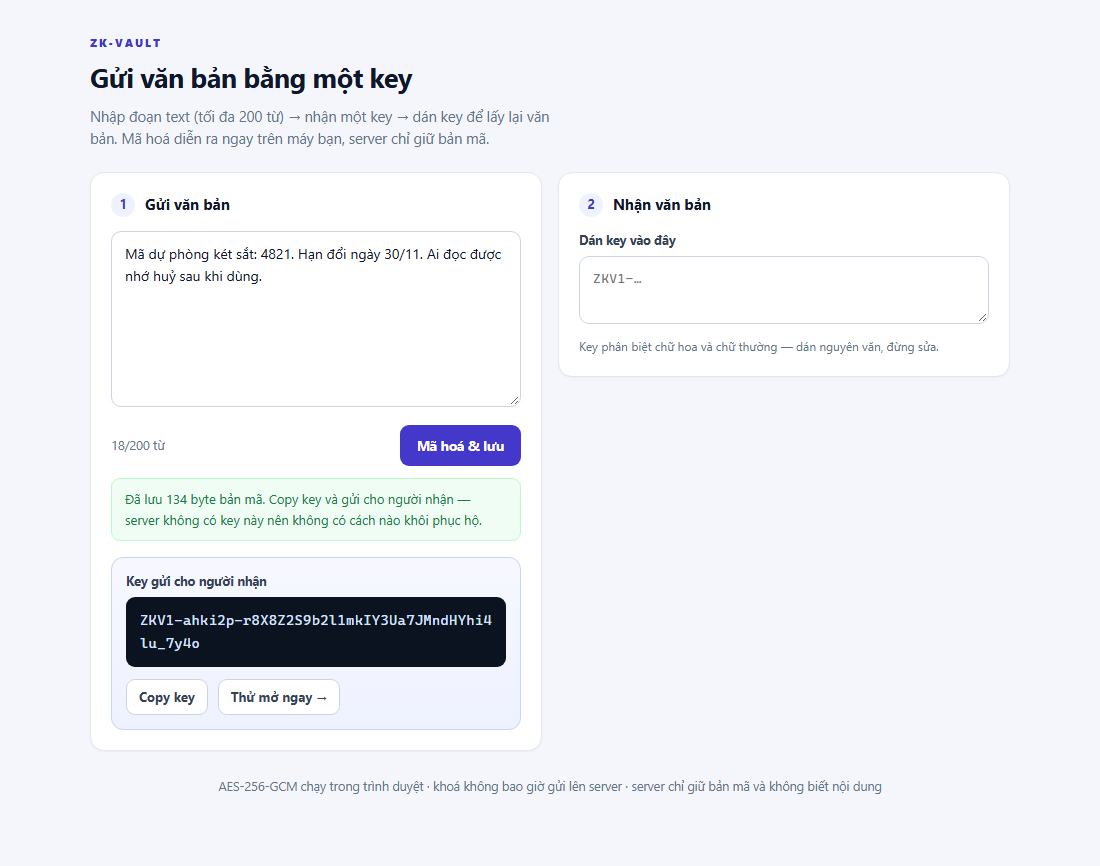 ZK-VAULT
Gửi văn bản bằng một key
Nhập đoạn text (tối đa 200 từ) → nhận một key → dán key để lấy lại văn
bản. Mã hoá diễn ra ngay trên máy bạn, server chỉ giữ bản mã.
1 Gửi văn bản
Mã dự phòng két sắt: 4821. Hạn đổi ngày 30/11. Ai đọc được
nhớ huỷ sau khi dùng.
18/200 từ
Mã hoá & lưu
Đã lưu 134 byte bản mã. Copy key và gửi cho người nhận —
server không có key này nên không có cách nào khôi phục hộ.
Key gửi cho người nhận
ZKV1-ahki2p-r8X8Z2S9b2l1mkIY3Ua7JMndHYhi4
lu_7y4o
Copy key
Thử mở ngay →
2 Nhận văn bản
Dán key vào đây
ZKV1-…
Key phân biệt chữ hoa và chữ thường — dán nguyên văn, đừng sửa.
AES-256-GCM chạy trong trình duyệt · khoá không bao giờ gửi lên server · server chỉ giữ bản mã và không biết nội dung